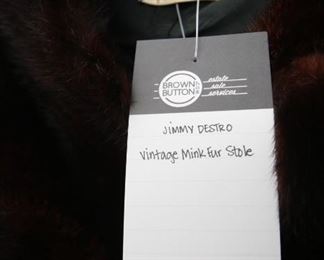 BROWN
BUTTON
estate
sale
services
JIMMY DESTRO
Vintage Mink Fur Stole